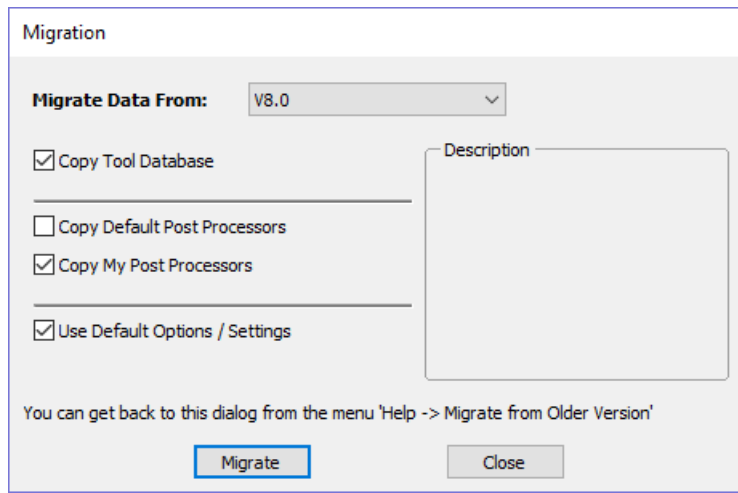 Migration
Migrate Data From: V8.0
Copy Tool Database
Description
Copy Default Post Processors
Copy My Post Processors
Use Default Options / Settings
You can get back to this dialog from the menu 'Help -> Migrate from Older Version'
Migrate Close